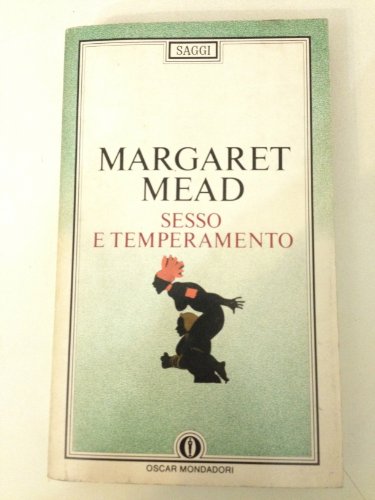 SAGGI
MARGARET
MEAD
SESSO
E TEMPERAMENTO
OSCAR MONDADORI